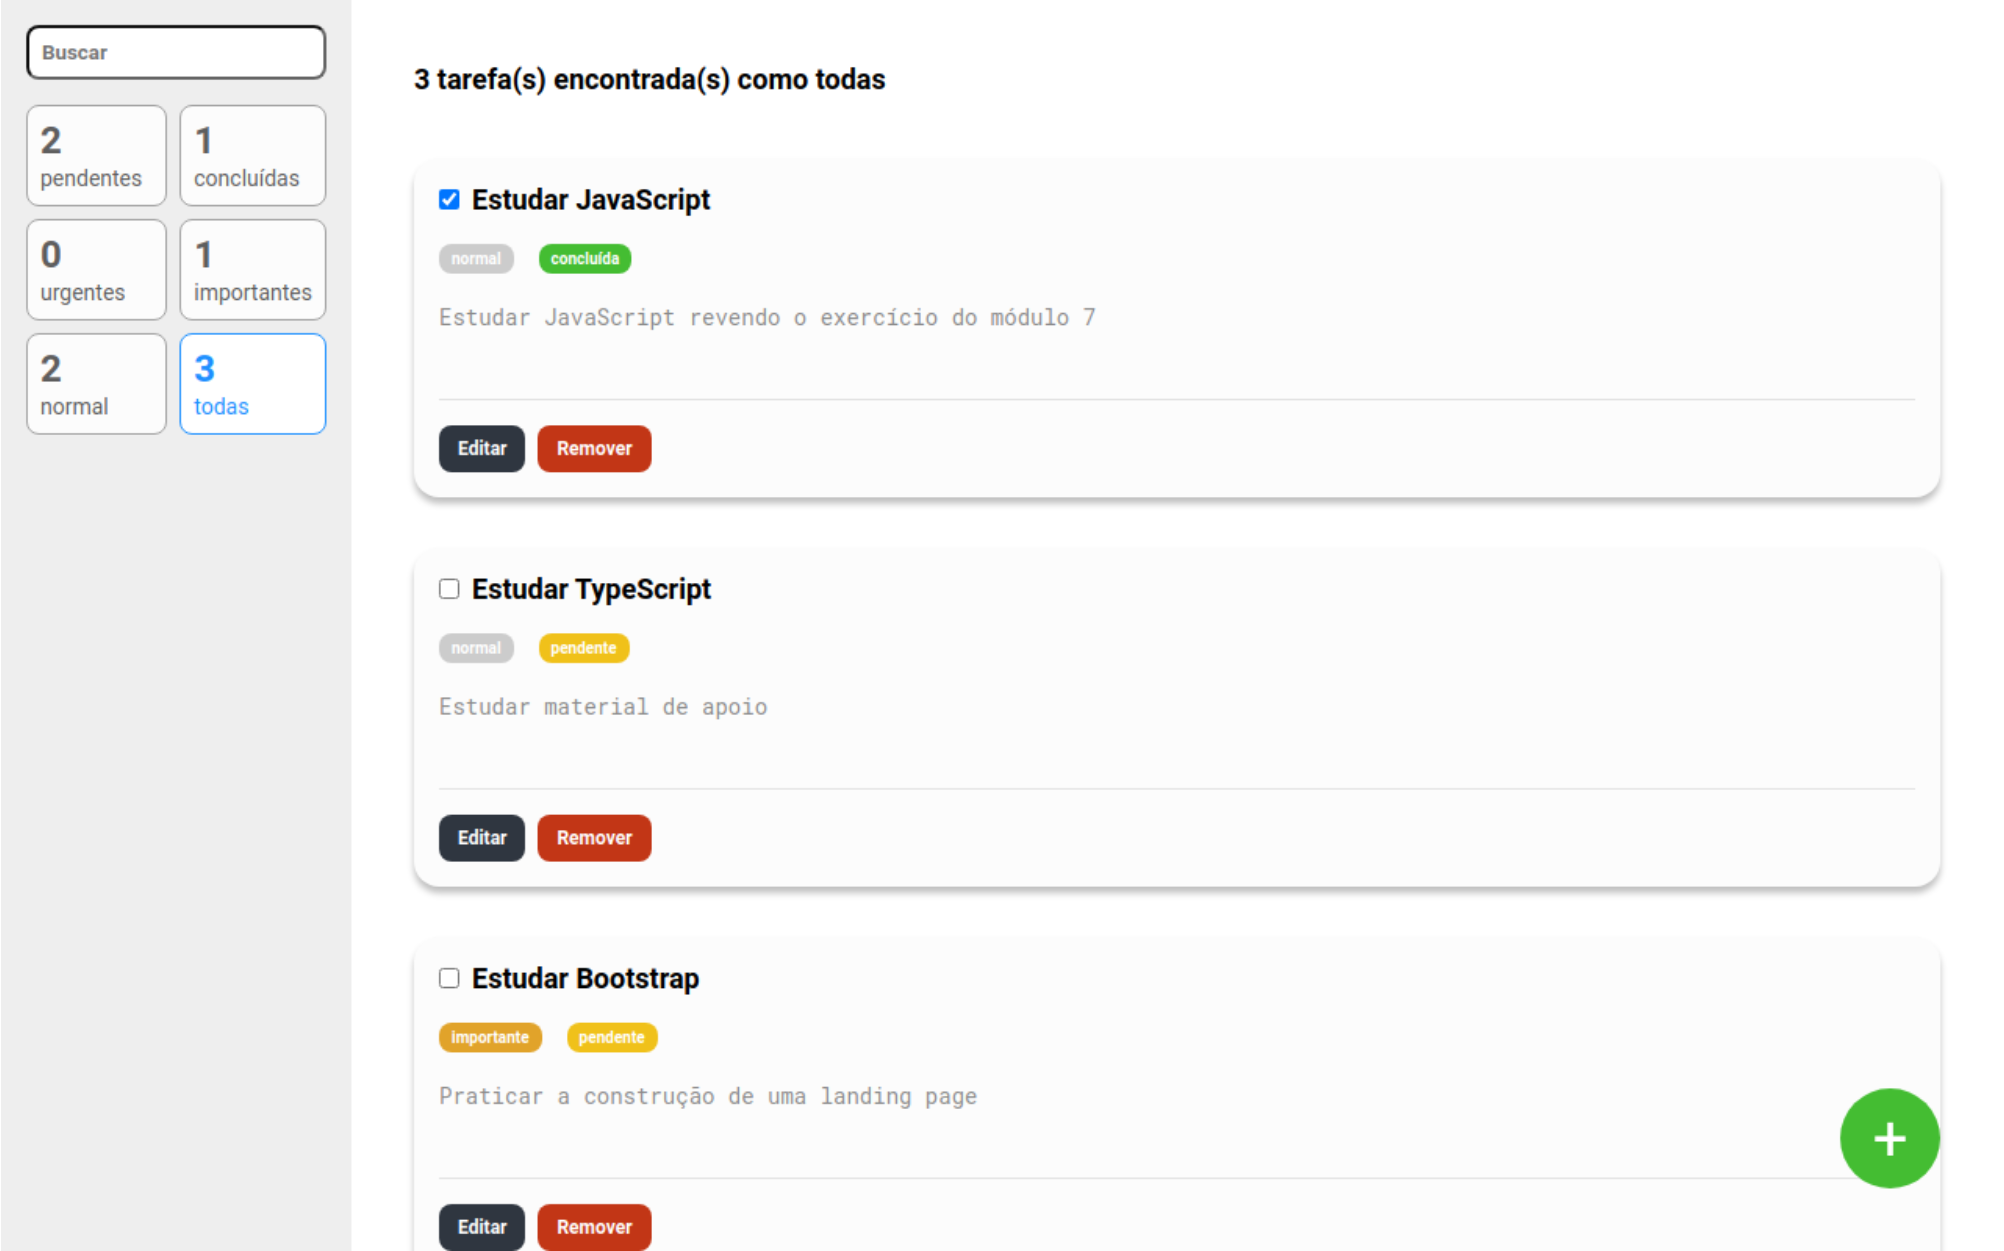 Buscar
2
pendentes
1
concluídas
0
urgentes
1
importantes
2
normal
3
todas
3 tarefa(s) encontrada(s) como todas
Estudar JavaScript
normal concluída
Estudar JavaScript revendo o exercício do módulo 7
Editar Remover
Estudar TypeScript
normal pendente
Estudar material de apoio
Editar Remover
Estudar Bootstrap
importante pendente
Praticar a construção de uma landing page
+
Editar Remover